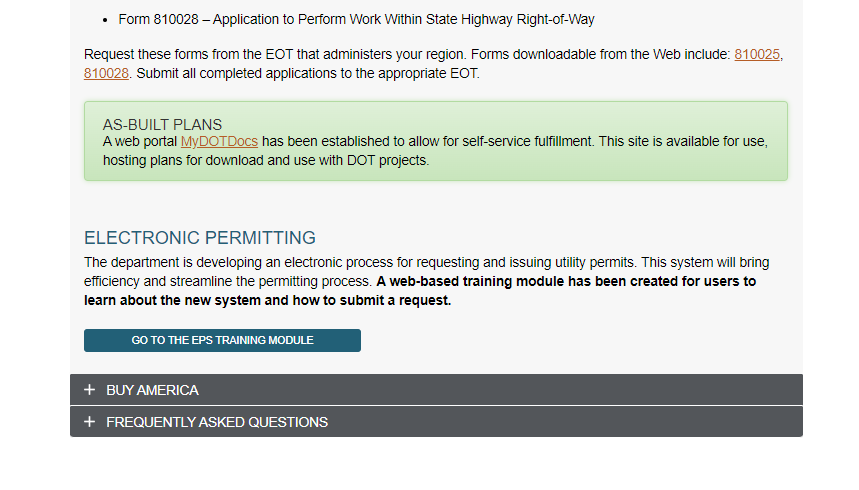 • Form 810028 – Application to Perform Work Within State Highway Right-of-Way
Request these forms from the EOT that administers your region. Forms downloadable from the Web include: 810025,
810028. Submit all completed applications to the appropriate EOT.
AS-BUILT PLANS
A web portal MyDOTDocs has been established to allow for self-service fulfillment. This site is available for use,
hosting plans for download and use with DOT projects.
ELECTRONIC PERMITTING
The department is developing an electronic process for requesting and issuing utility permits. This system will bring
efficiency and streamline the permitting process. A web-based training module has been created for users to
learn about the new system and how to submit a request.
GO TO THE EPS TRAINING MODULE
+ BUY AMERICA
+ FREQUENTLY ASKED QUESTIONS